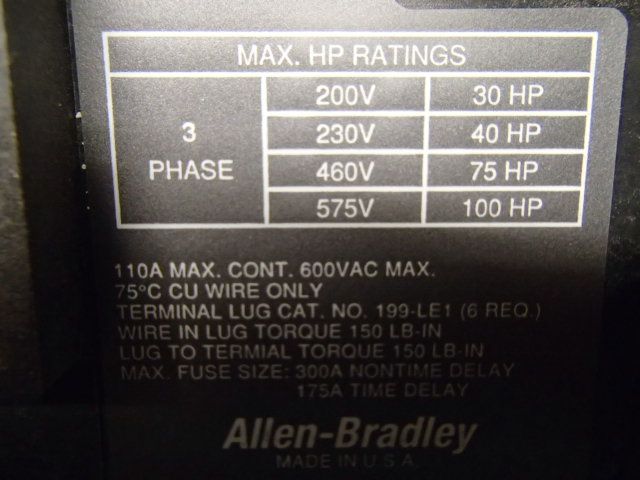 MAX. HP RATINGS
3 PHASE
200V 30 HP
230V 40 HP
460V 75 HP
575V 100 HP
110A MAX. CONT. 600VAC MAX.
75°C CU WIRE ONLY
TERMINAL LUG CAT. NO. 199-LE1 (6 REQ.)
WIRE IN LUG TORQUE 150 LB-IN
LUG TO TERMIAL TORQUE 150 LB-IN
MAX. FUSE SIZE: 300A NONTIME DELAY
175A TIME DELAY
Allen-Bradley
MADE IN U.S.A.